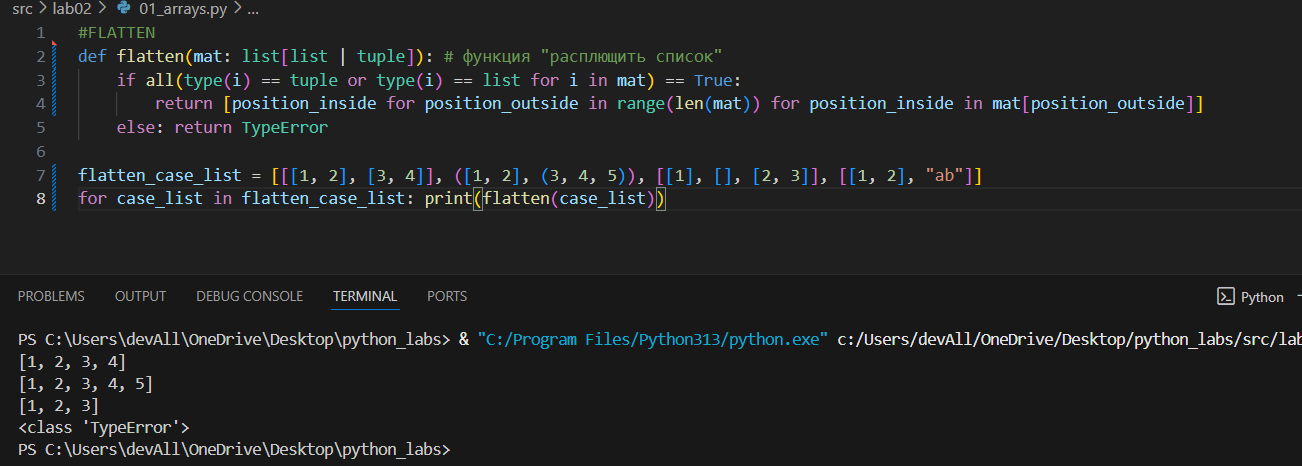 src > lab02 > 01_arrays.py > ...
1 #FLATTEN
2 def flatten(mat: list[list | tuple]): # функция "расплющить список"
3 if all(type(i) == tuple or type(i) == list for i in mat) == True:
4 return [position_inside for position_outside in range(len(mat)) for position_inside in mat[position_outside]]
5 else: return TypeError
6
7 flatten_case_list = [[[1, 2], [3, 4]], ([1, 2], (3, 4, 5)), [[1], [], [2, 3]], [[1, 2], "ab"]]
8 for case_list in flatten_case_list: print(flatten(case_list))
PROBLEMS OUTPUT DEBUG CONSOLE TERMINAL PORTS Python
PS C:\Users\devAll\OneDrive\Desktop\python_labs> & "C:/Program Files/Python313/python.exe" c:/Users/devAll/OneDrive/Desktop/python_labs/src/lab
[1, 2, 3, 4]
[1, 2, 3, 4, 5]
[1, 2, 3]
<class 'TypeError'>
PS C:\Users\devAll\OneDrive\Desktop\python_labs>